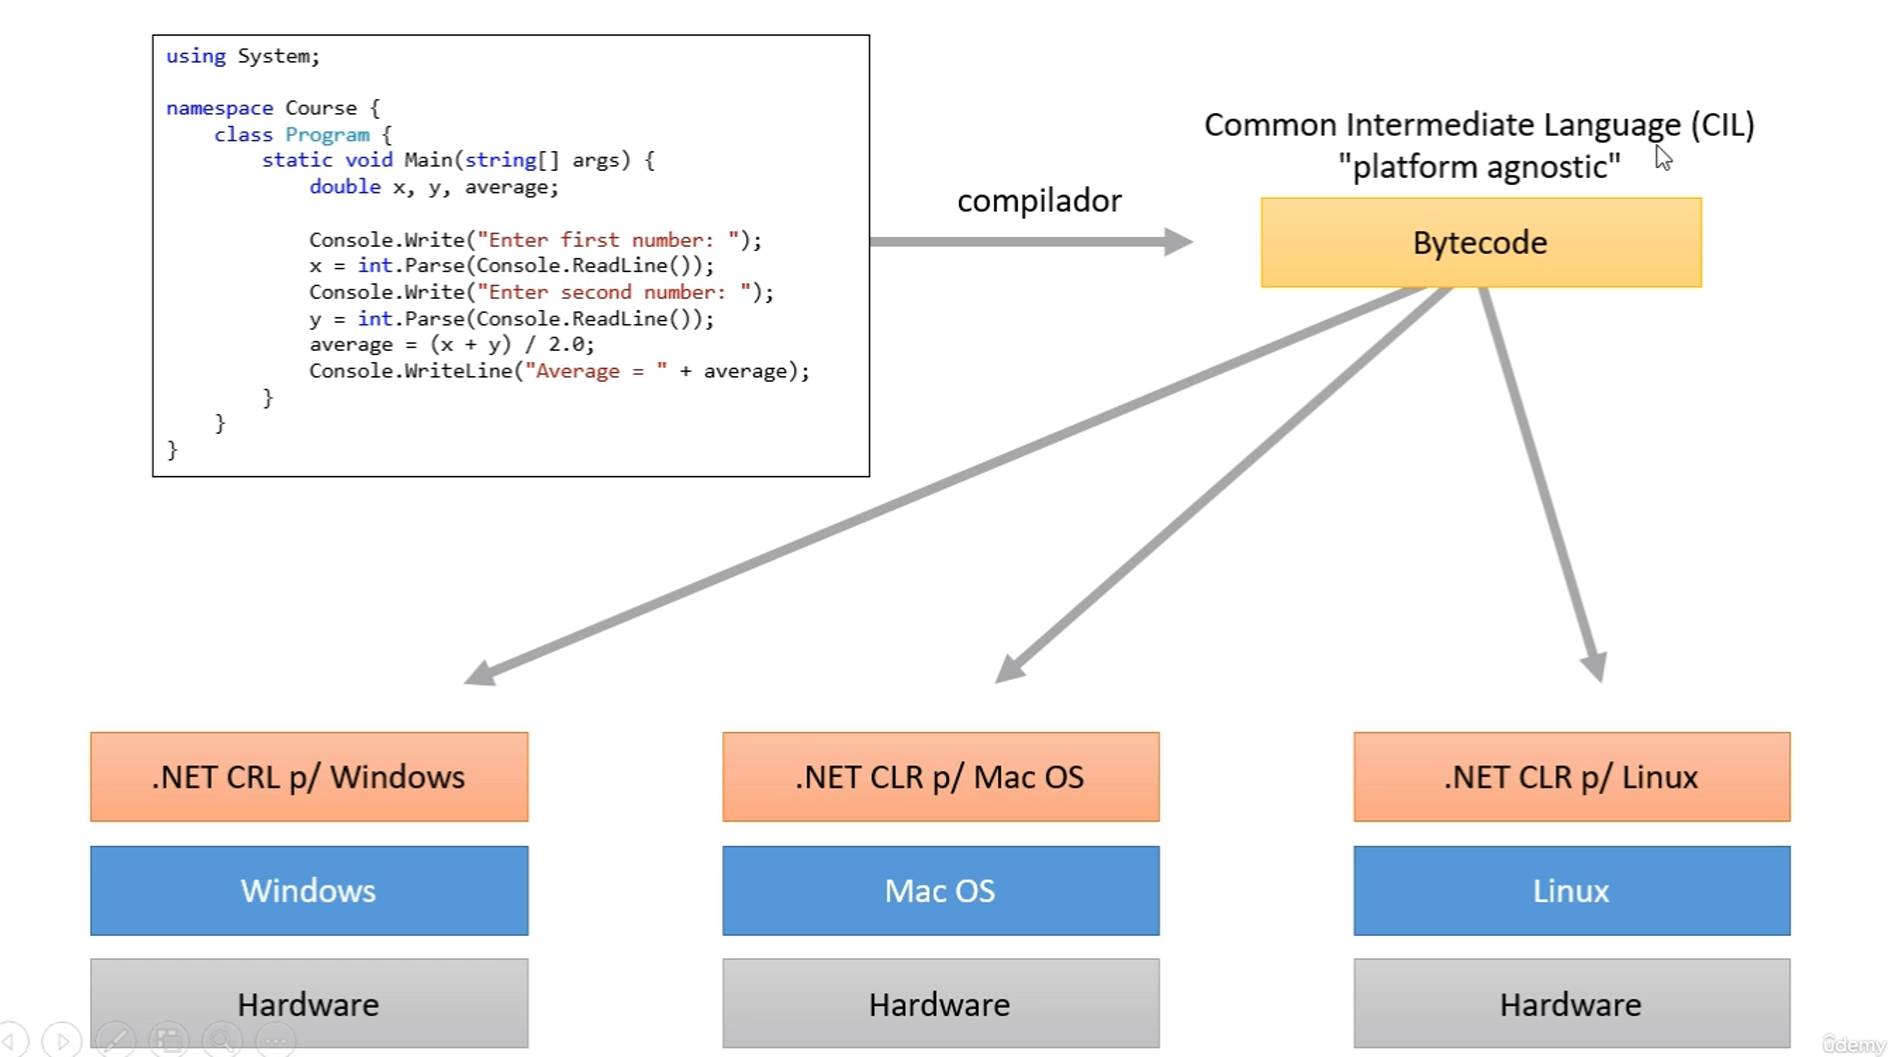 using System;
namespace Course {
    class Program {
        static void Main(string[] args) {
            double x, y, average;
            Console.Write("Enter first number: ");
            x = int.Parse(Console.ReadLine());
            Console.Write("Enter second number: ");
            y = int.Parse(Console.ReadLine());
            average = (x + y) / 2.0;
            Console.WriteLine("Average = " + average);
        }
    }
}
compilador
Common Intermediate Language (CIL)
"platform agnostic"
Bytecode
.NET CRL p/ Windows
.NET CLR p/ Mac OS
.NET CLR p/ Linux
Windows
Mac OS
Linux
Hardware
Hardware
Hardware
ûdemy